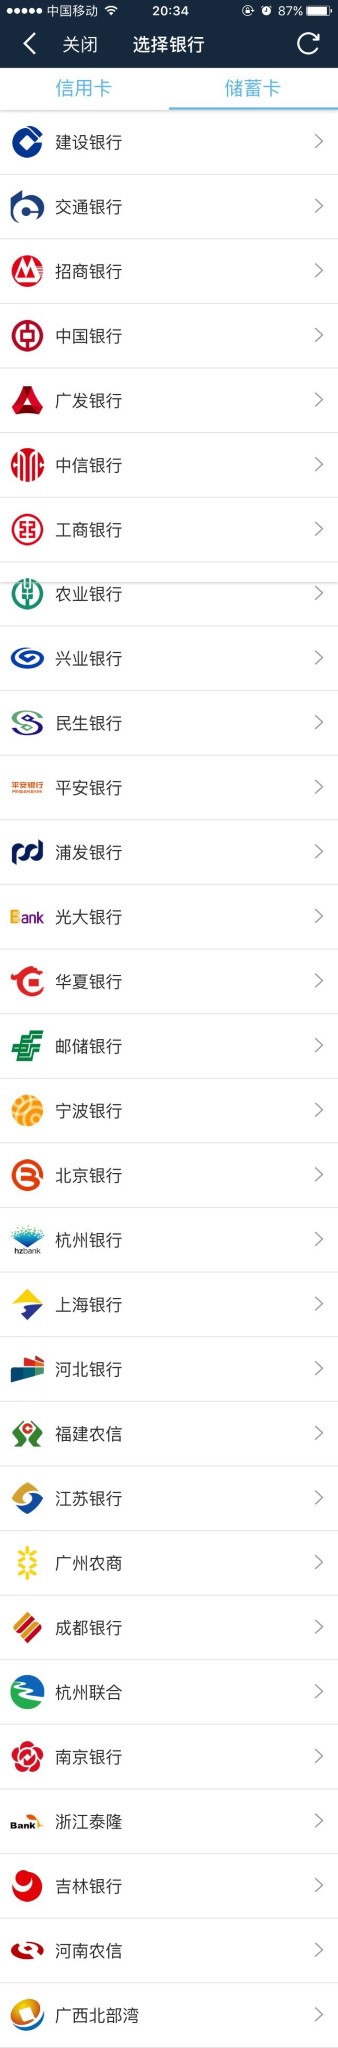 中国移动 20:34 87%
关闭 选择银行
信用卡 储蓄卡
建设银行
交通银行
招商银行
中国银行
广发银行
中信银行
工商银行
农业银行
兴业银行
民生银行
平安银行 PINGAN BANK 平安银行
浦发银行
Bank 光大银行
华夏银行
邮储银行
宁波银行
北京银行
hzbank 杭州银行
上海银行
河北银行
福建农信
江苏银行
广州农商
成都银行
杭州联合
南京银行
Bank 浙江泰隆
吉林银行
河南农信
广西北部湾